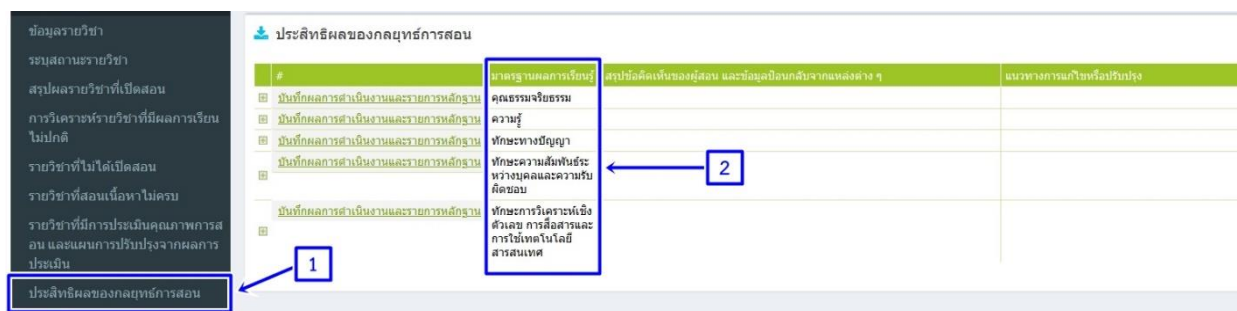 ข้อมูลรายวิชา
ระบุสถานะรายวิชา
สรุปผลรายวิชาที่เปิดสอน
การวิเคราะห์รายวิชาที่มีผลการเรียน
ไม่ปกติ
รายวิชาที่ไม่ได้เปิดสอน
รายวิชาที่สอนเนื้อหาไม่ครบ
รายวิชาที่มีการประเมินคุณภาพการส
อน และแผนการปรับปรุงจากผลการ
ประเมิน
ประสิทธิผลของกลยุทธ์การสอน
1
ประสิทธิผลของกลยุทธ์การสอน
# มาตรฐานผลการเรียนรู้ สรุปข้อคิดเห็นของผู้สอน และข้อมูลป้อนกลับจากแหล่งต่าง ๆ แนวทางการแก้ไขหรือปรับปรุง
บันทึกผลการดำเนินงานและรายการหลักฐาน คุณธรรมจริยธรรม
บันทึกผลการดำเนินงานและรายการหลักฐาน ความรู้
บันทึกผลการดำเนินงานและรายการหลักฐาน ทักษะทางปัญญา
บันทึกผลการดำเนินงานและรายการหลักฐาน ทักษะความสัมพันธ์ระ
หว่างบุคลและความรับ
ผิดชอบ
2
บันทึกผลการดำเนินงานและรายการหลักฐาน ทักษะการวิเคราะห์เชิง
ตัวเลข การสื่อสารและ
การใช้เทคโนโลยี
สารสนเทศ